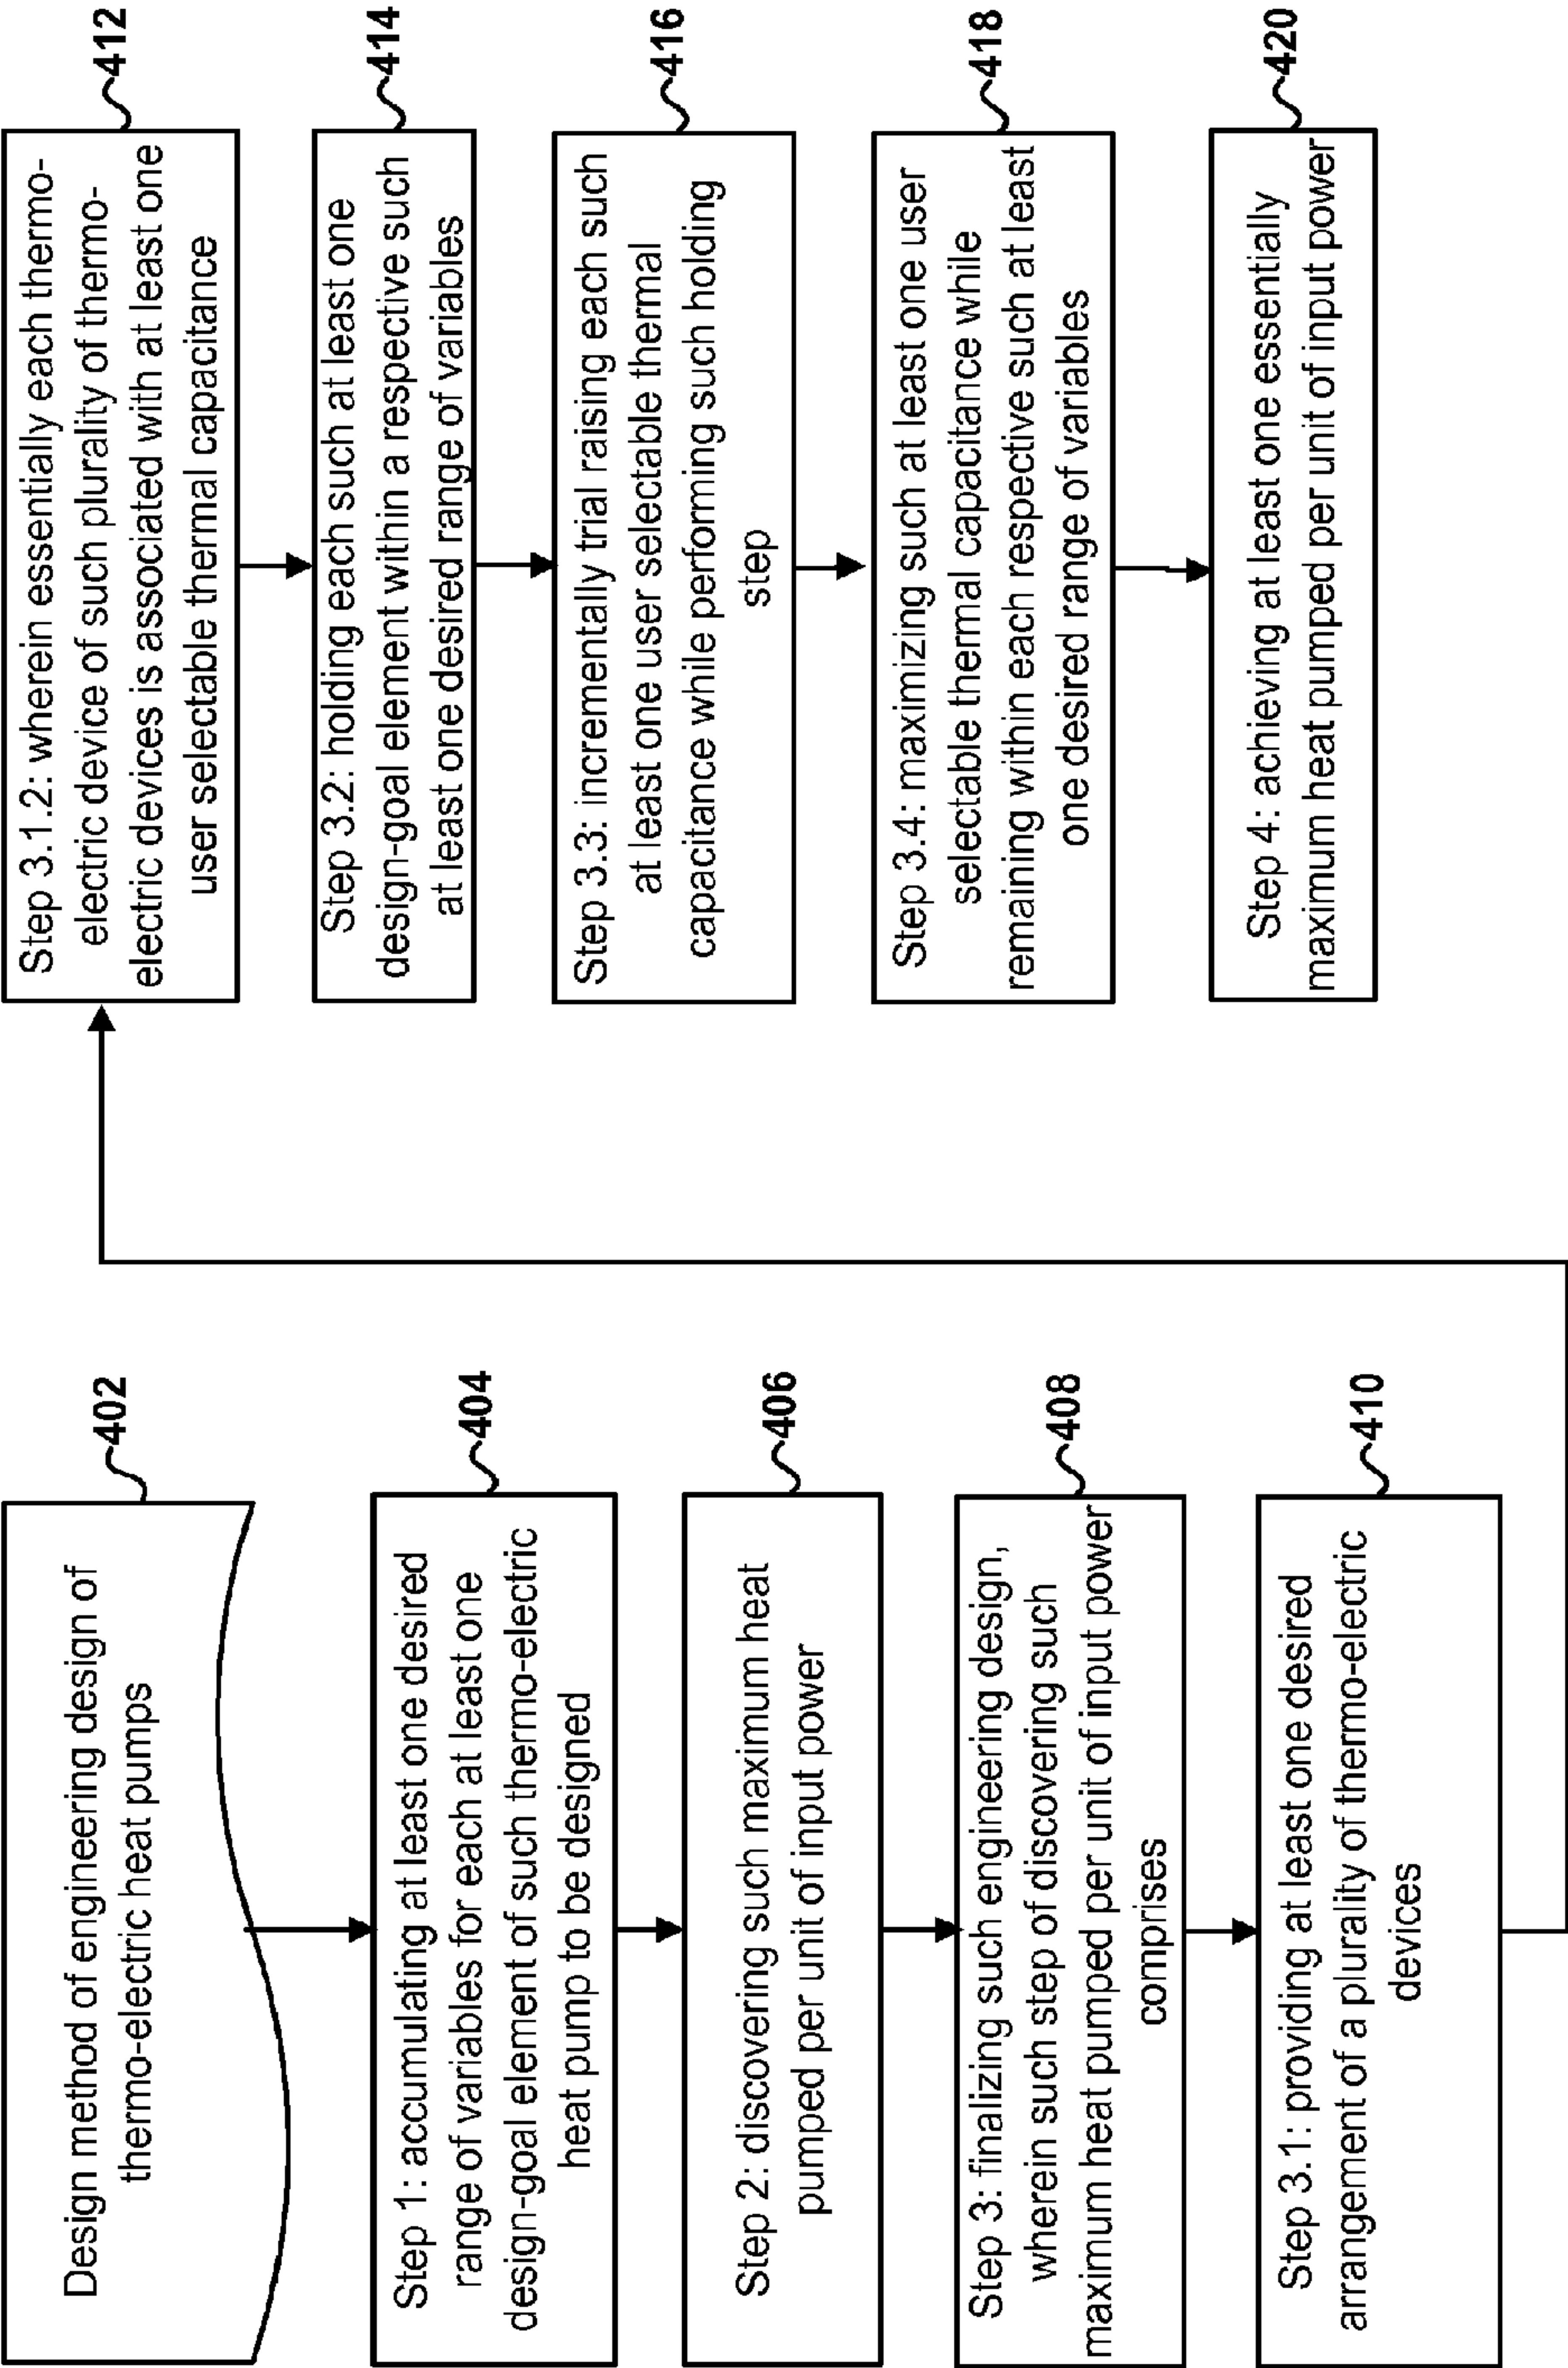 Design method of engineering design of
thermo-electric heat pumps
402
Step 1: accumulating at least one desired
range of variables for each at least one
design-goal element of such thermo-electric
heat pump to be designed
404
Step 2: discovering such maximum heat
pumped per unit of input power
406
Step 3: finalizing such engineering design,
wherein such step of discovering such
maximum heat pumped per unit of input power
comprises
408
Step 3.1: providing at least one desired
arrangement of a plurality of thermo-electric
devices
410
Step 3.1.2: wherein essentially each thermo-
electric device of such plurality of thermo-
electric devices is associated with at least one
user selectable thermal capacitance
412
Step 3.2: holding each such at least one
design-goal element within a respective such
at least one desired range of variables
414
Step 3.3: incrementally trial raising each such
at least one user selectable thermal
capacitance while performing such holding
step
416
Step 3.4: maximizing such at least one user
selectable thermal capacitance while
remaining within each respective such at least
one desired range of variables
418
Step 4: achieving at least one essentially
maximum heat pumped per unit of input power
420